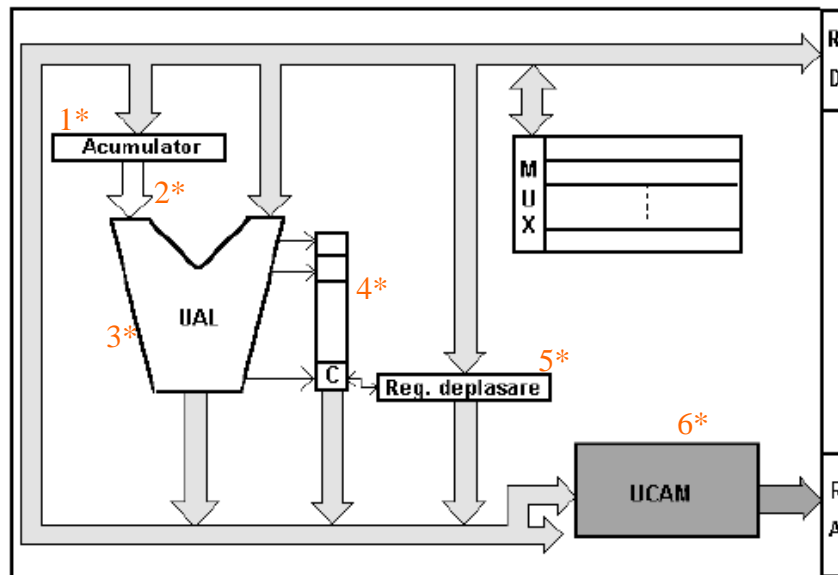 R
D
1*
Acumulator
2*
M
U
X
UAL
3*
4*
C
5*
Reg. deplasare
6*
UCAM
R
A